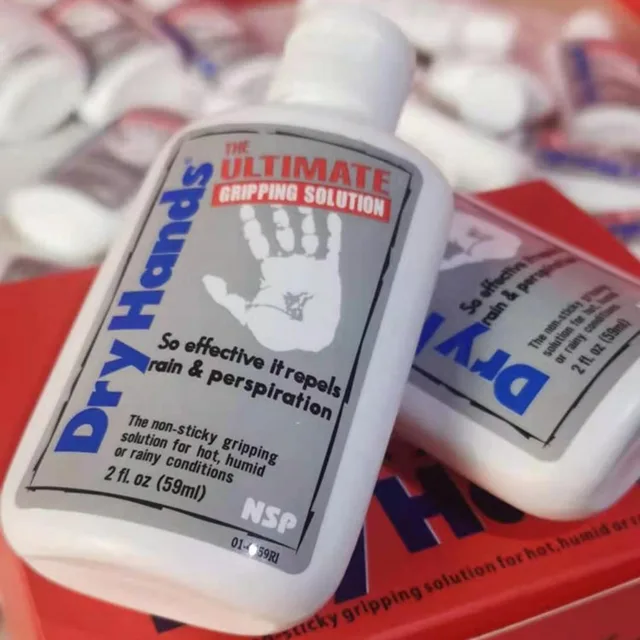 Dry Hands®
THE
ULTIMATE
GRIPPING SOLUTION
So effective it repels
rain & perspiration
The non-sticky gripping
solution for hot, humid
or rainy conditions
2 fl. oz (59ml)
NSP
So effective
rain & perspiration
The non-sticky gripping
solution for hot,
or rainy conditions
2 fl. oz (59ml)
Dry
gripping solution for hot, humid or